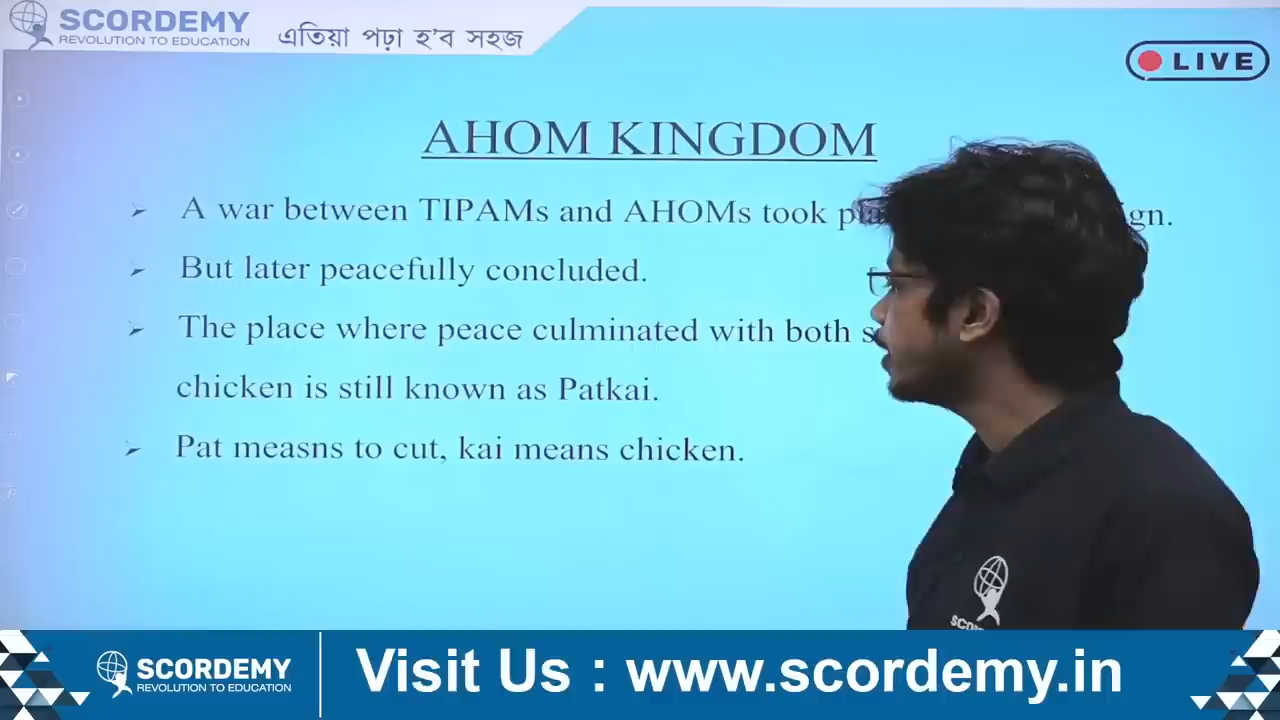 SCORDEMY
REVOLUTION TO EDUCATION
এতিয়া পঢ়া হ'ব সহজ
LIVE
AHOM KINGDOM
A war between TIPAMs and AHOMs took
But later peacefully concluded.
The place where peace culminated with both
chicken is still known as Patkai.
Pat measns to cut, kai means chicken.
SCORDEMY
REVOLUTION TO EDUCATION
Visit Us : www.scordemy.in